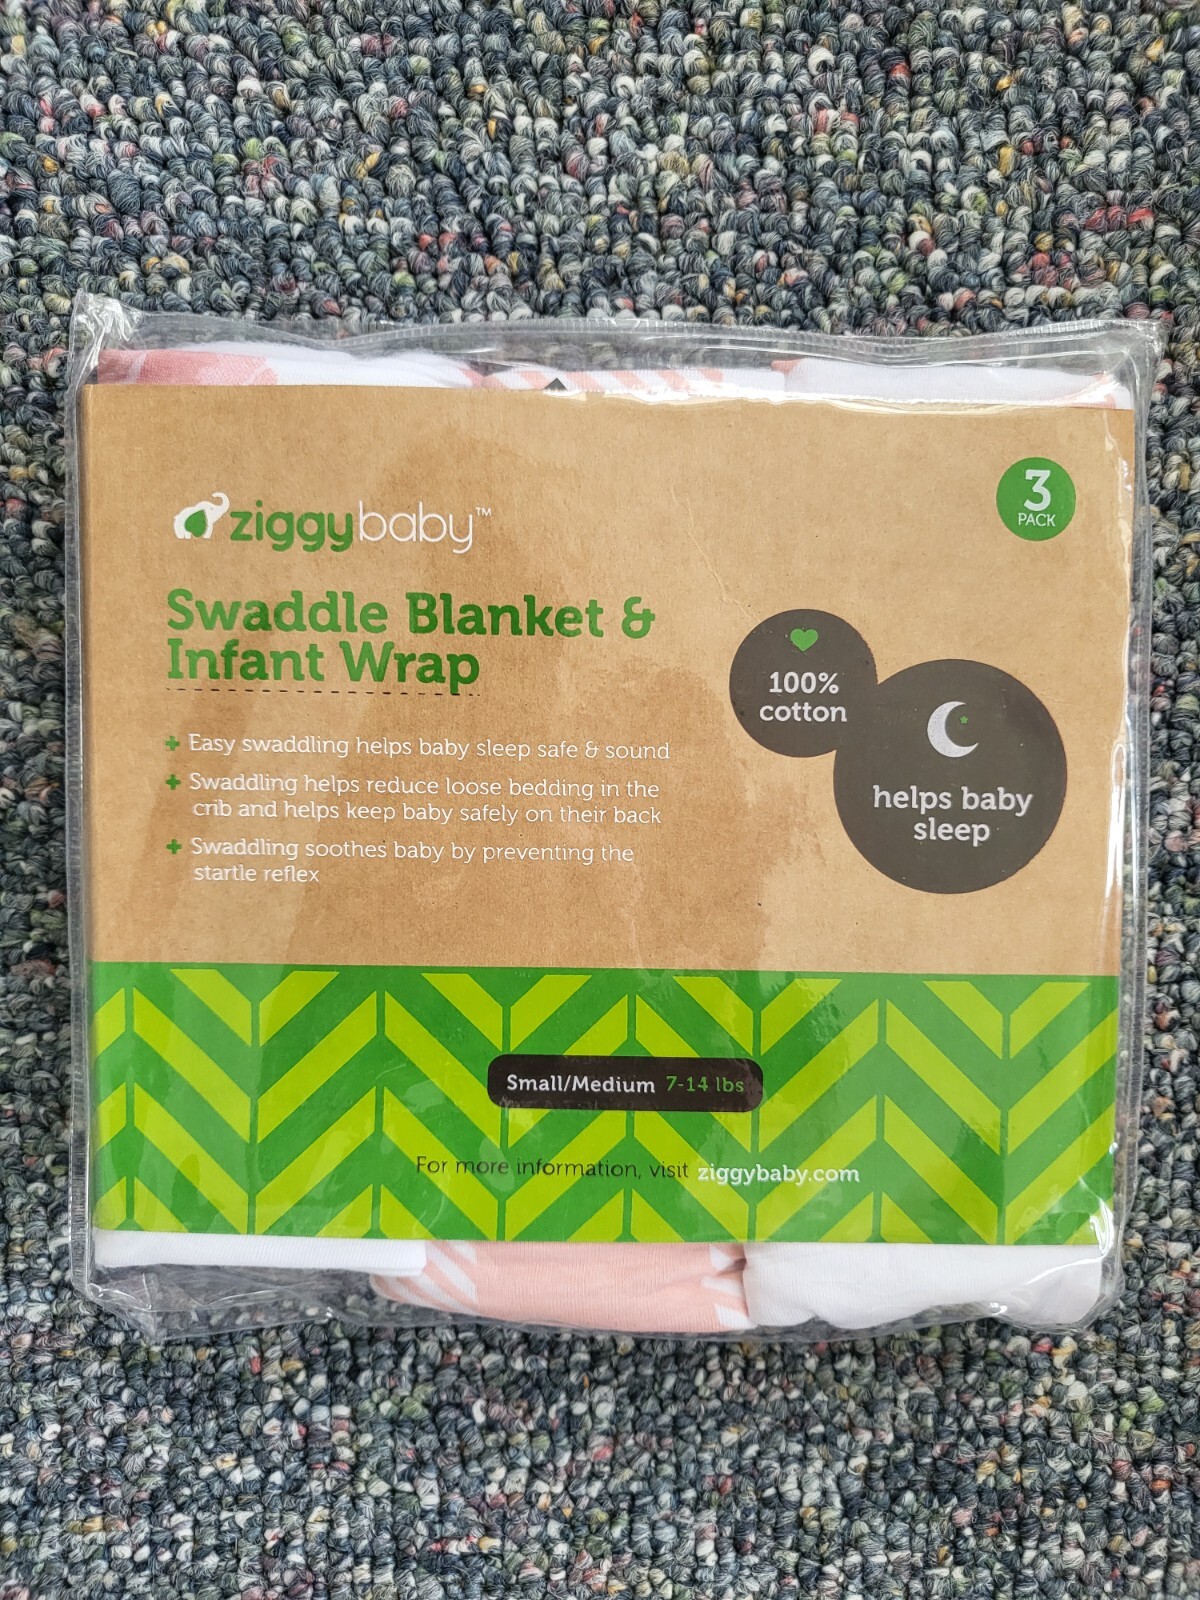 ziggybaby™
3
PACK
Swaddle Blanket &
Infant Wrap
100%
cotton
helps baby
sleep
Easy swaddling helps baby sleep safe & sound
Swaddling helps reduce loose bedding in the
crib and helps keep baby safely on their back
Swaddling soothes baby by preventing the
startle reflex
Small/Medium 7-14 lbs
For more information, visit ziggybaby.com